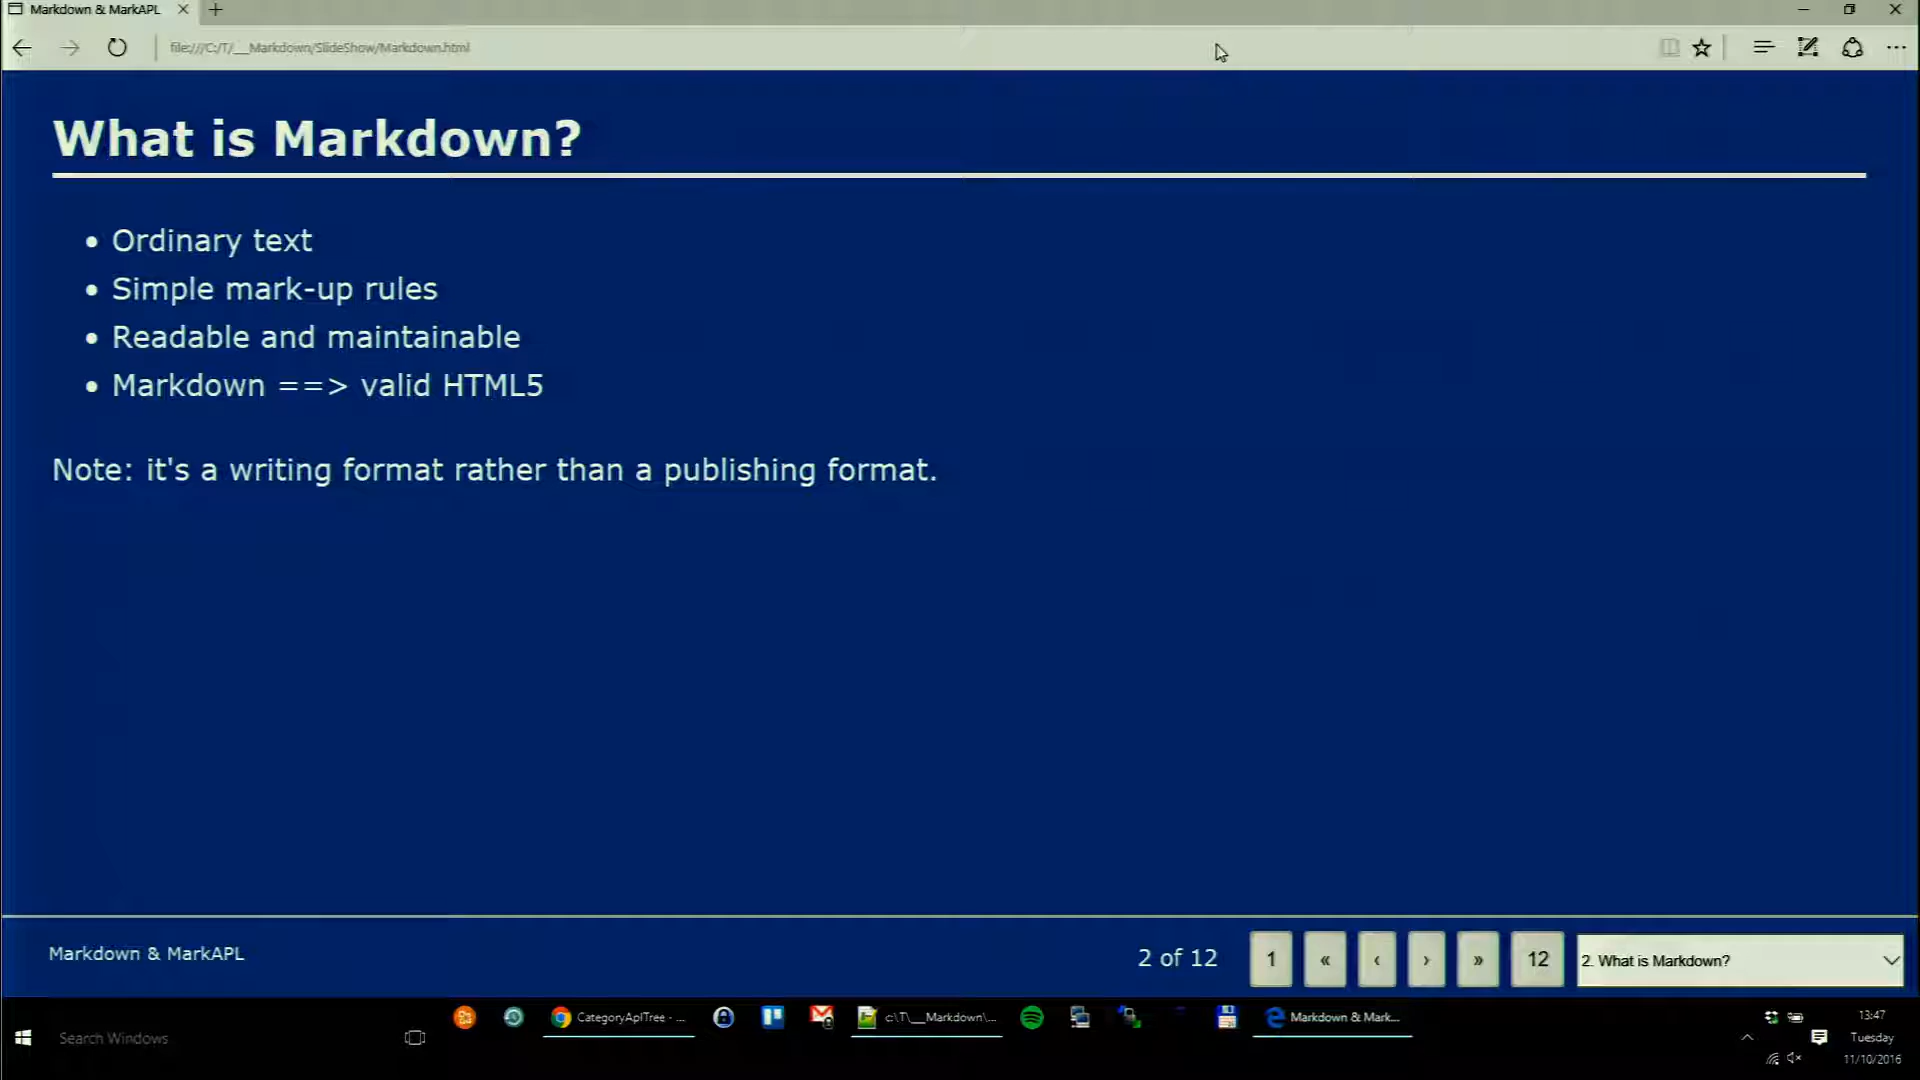 Markdown & MarkAPL
file:///C:/T/__Markdown/SlideShow/Markdown.html
What is Markdown?
• Ordinary text
• Simple mark-up rules
• Readable and maintainable
• Markdown ==> valid HTML5
Note: it's a writing format rather than a publishing format.
Markdown & MarkAPL
2 of 12
1 « ‹ › » 12
2. What is Markdown?
Search Windows
CategoryAplTree - ...
c:\T\__Markdown\...
Markdown & Mark...
13:47
Tuesday
11/10/2016